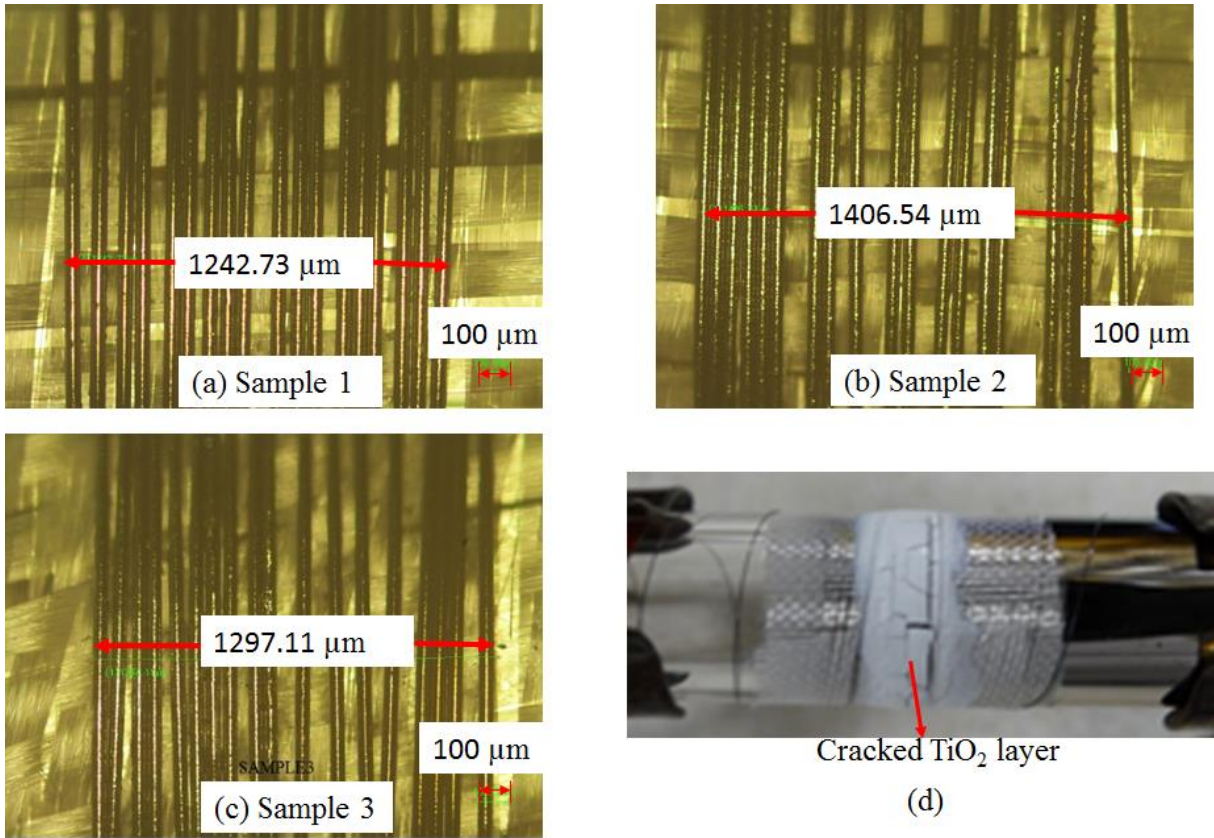 1242.73 µm
100 µm
(a) Sample 1
1406.54 µm
100 µm
(b) Sample 2
1297.11 µm
100 µm
SAMPLE3
(c) Sample 3
Cracked TiO₂ layer
(d)